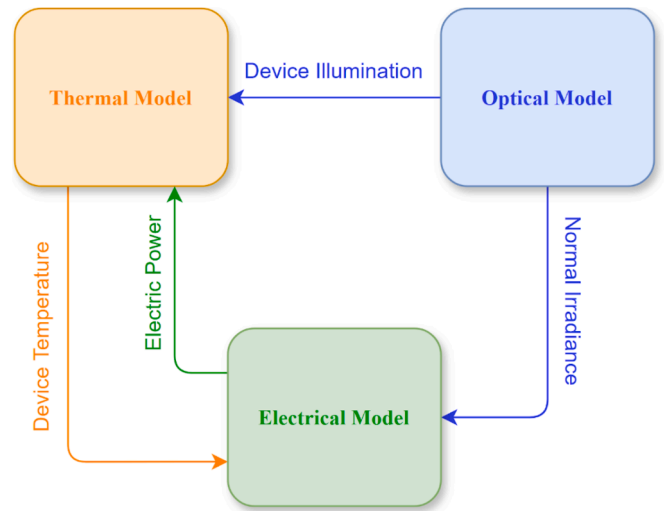 Thermal Model
Device Illumination
Optical Model
Device Temperature
Electric Power
Normal Irradiance
Electrical Model